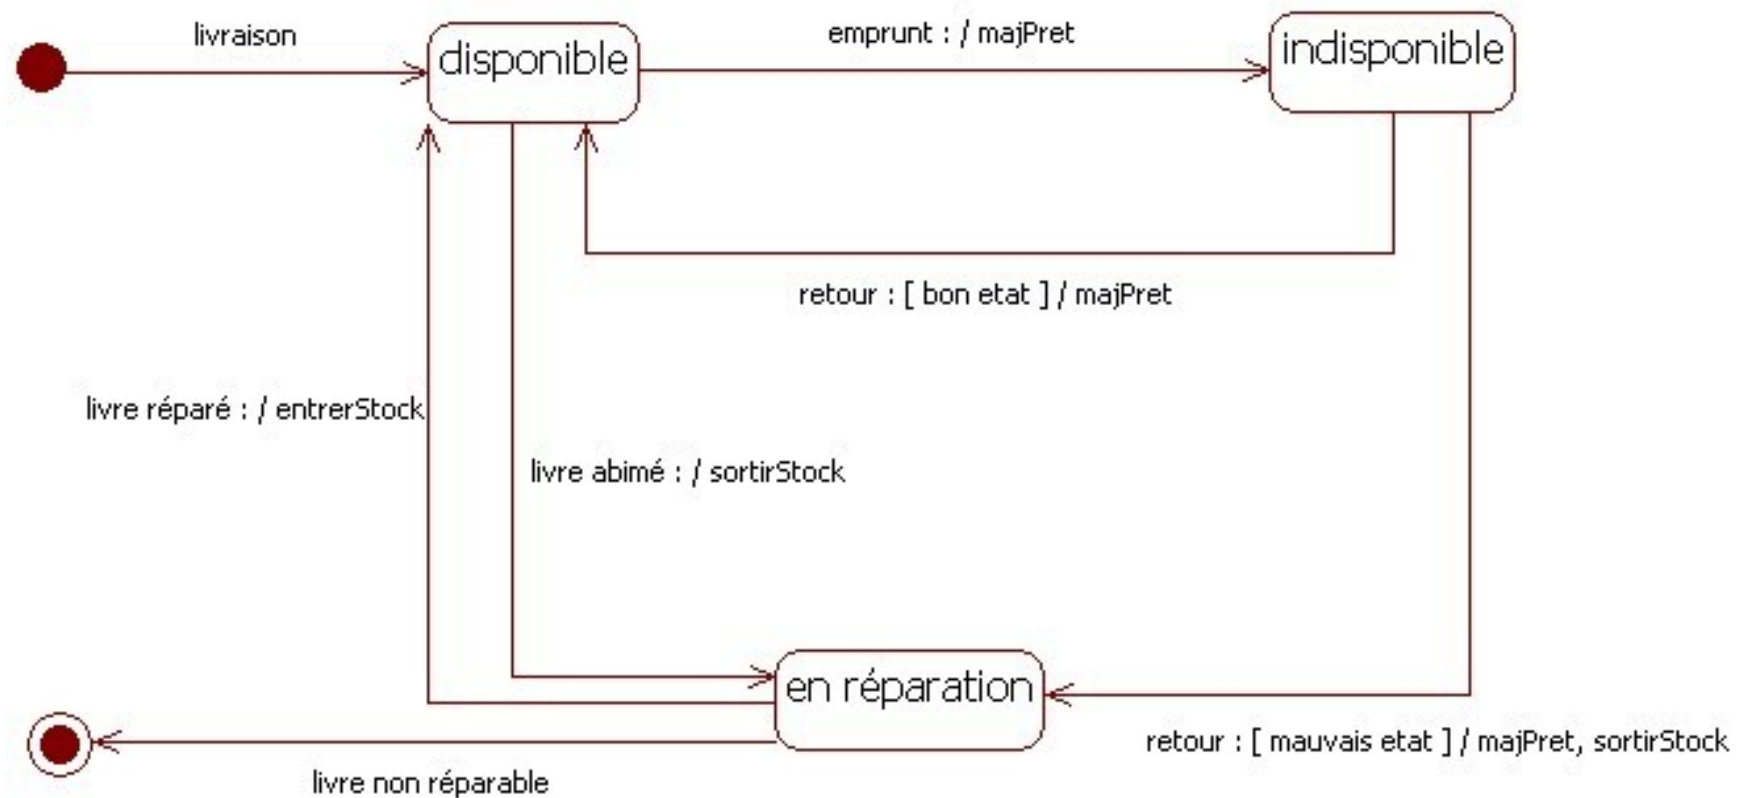 livraison
disponible
emprunt : / majPret
indisponible
retour : [ bon etat ] / majPret
livre réparé : / entrerStock
livre abimé : / sortirStock
en réparation
retour : [ mauvais etat ] / majPret, sortirStock
livre non réparable